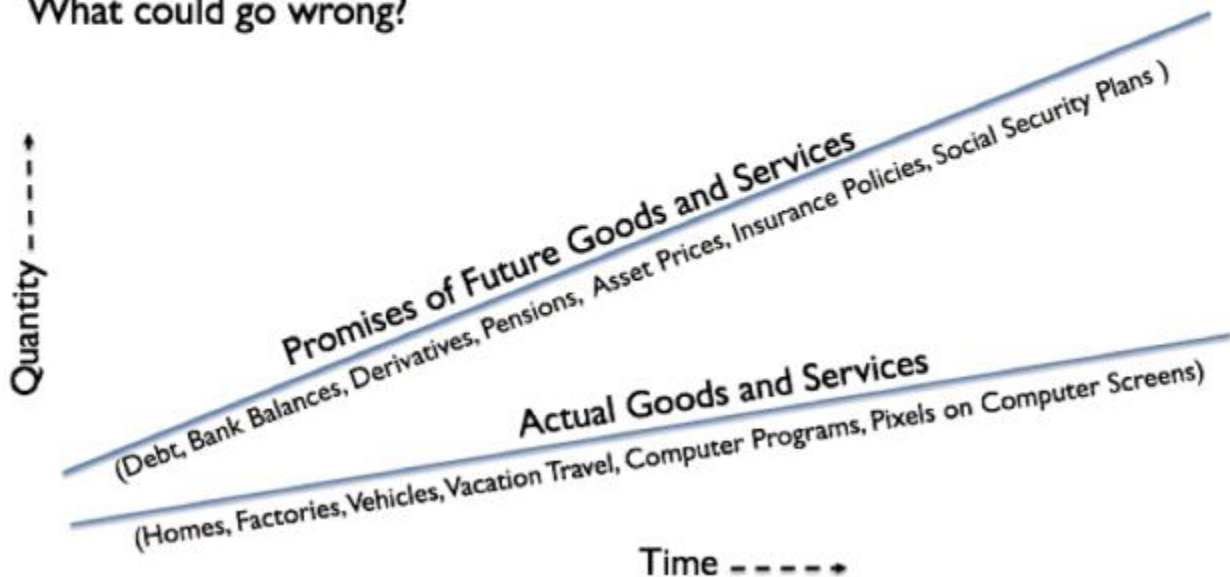 What could go wrong?
Quantity
Promises of Future Goods and Services
(Debt, Bank Balances, Derivatives, Pensions, Asset Prices, Insurance Policies, Social Security Plans )
Actual Goods and Services
(Homes, Factories, Vehicles, Vacation Travel, Computer Programs, Pixels on Computer Screens)
Time